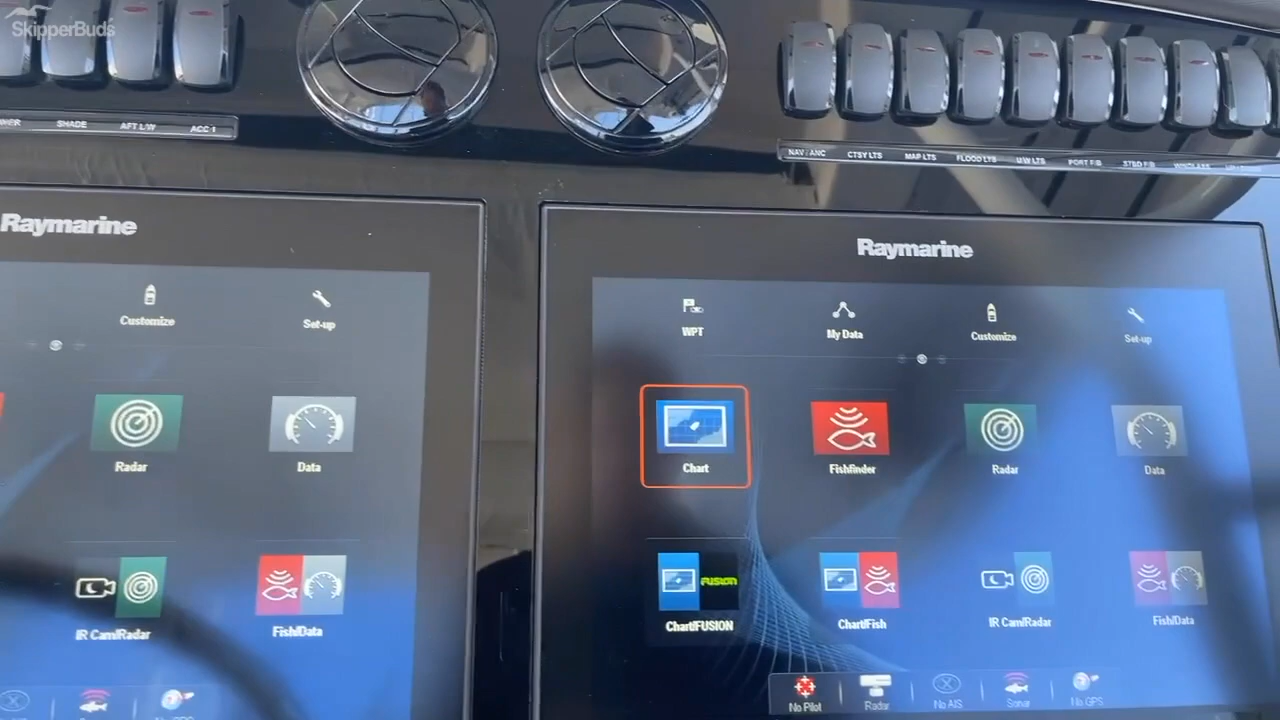 SkipperBuds
SHADE
AFT L/W
ACC 1
NAV / ANC
CTSY LTS
MAP LTS
FLOOD LTS
U/W LTS
PORT F/B
STBD F/B
Raymarine
Customize
Set-up
Radar
Data
IR Cam/Radar
Fish/Data
Raymarine
WPT
My Data
Customize
Set-up
Chart
Fishfinder
Radar
Data
FUSION
Chart/FUSION
Chart/Fish
IR Cam/Radar
Fish/Data
No Pilot
Radar
No AIS
Sonar
No GPS